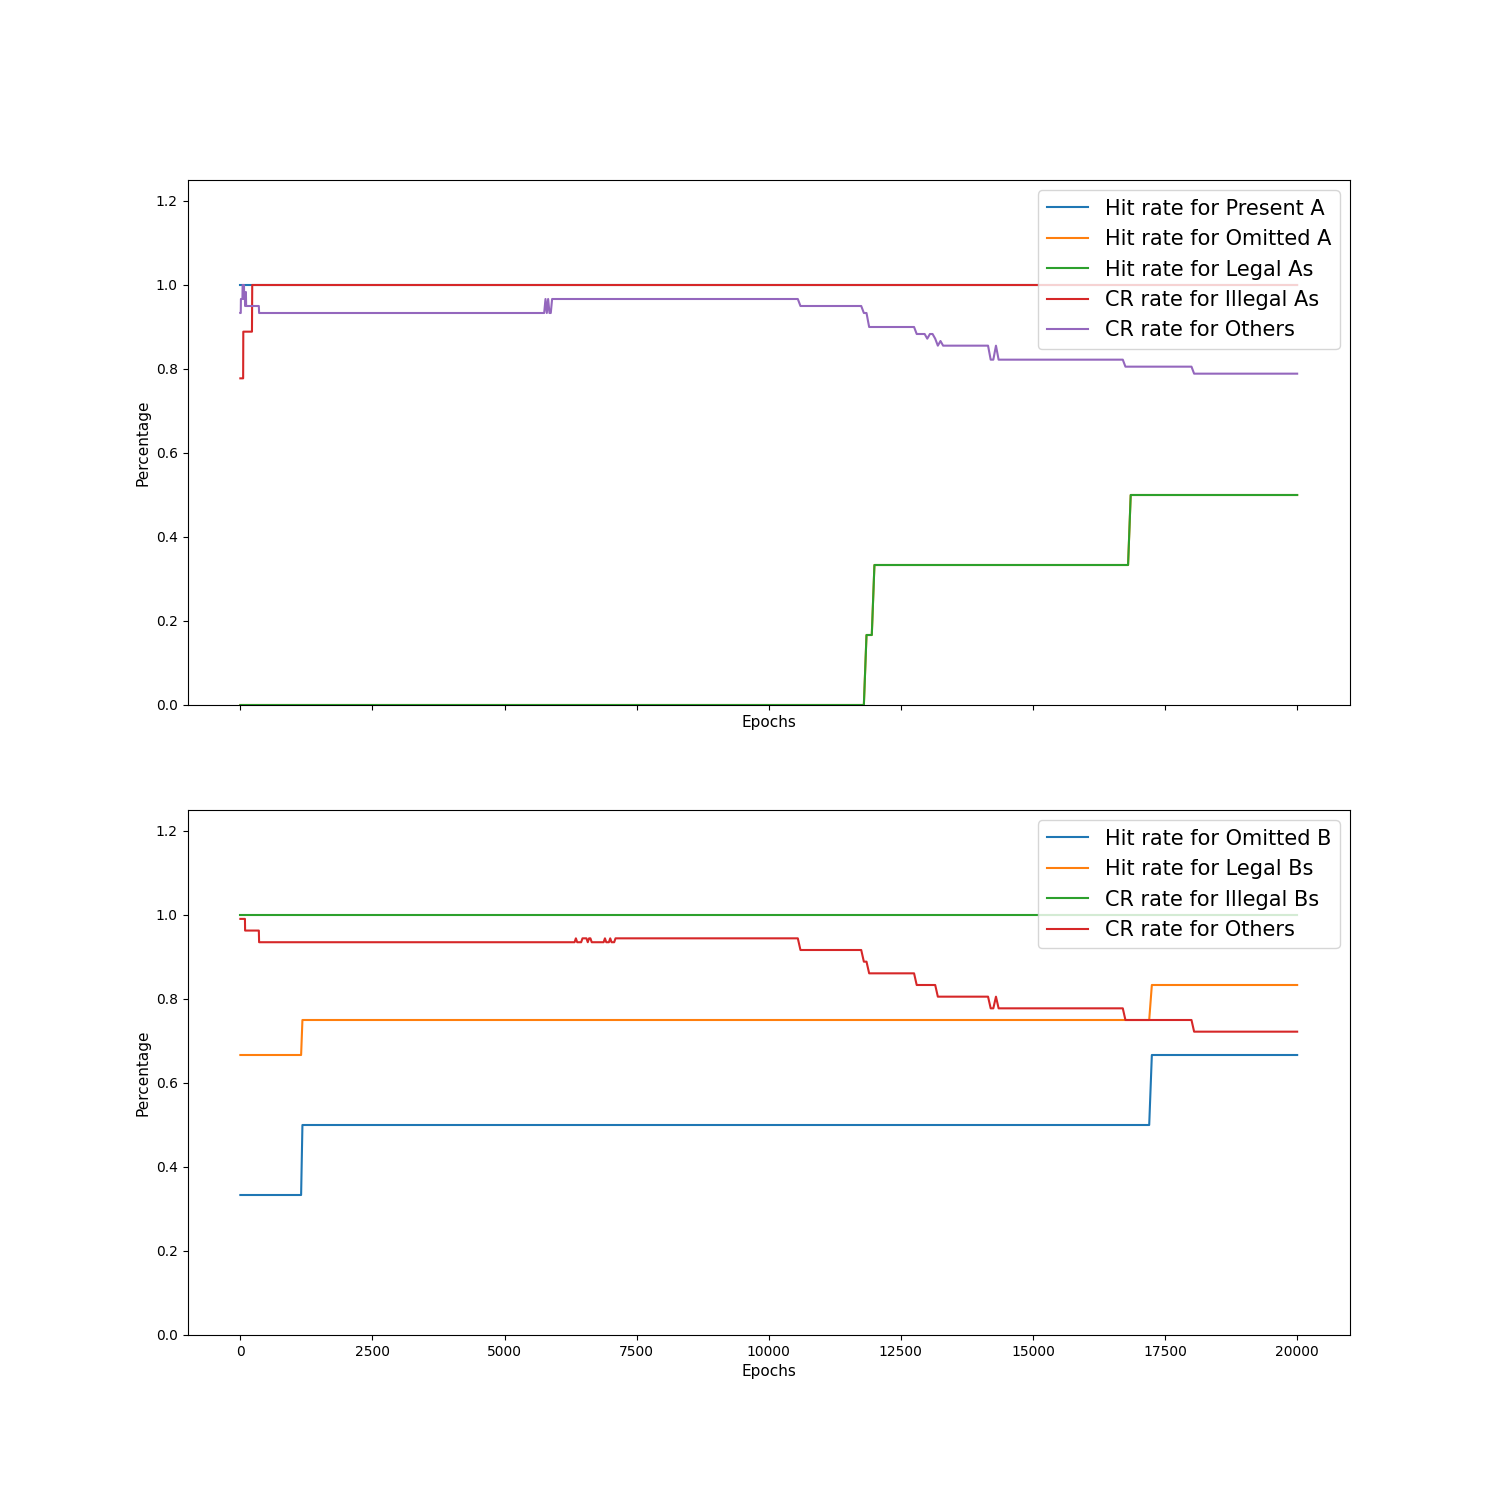 1.2
1.0
0.8
0.6
0.4
0.2
0.0
Percentage
Hit rate for Present A
Hit rate for Omitted A
Hit rate for Legal As
CR rate for Illegal As
CR rate for Others
Epochs
1.2
1.0
0.8
0.6
0.4
0.2
0.0
Percentage
Hit rate for Omitted B
Hit rate for Legal Bs
CR rate for Illegal Bs
CR rate for Others
0 2500 5000 7500 10000 12500 15000 17500 20000
Epochs